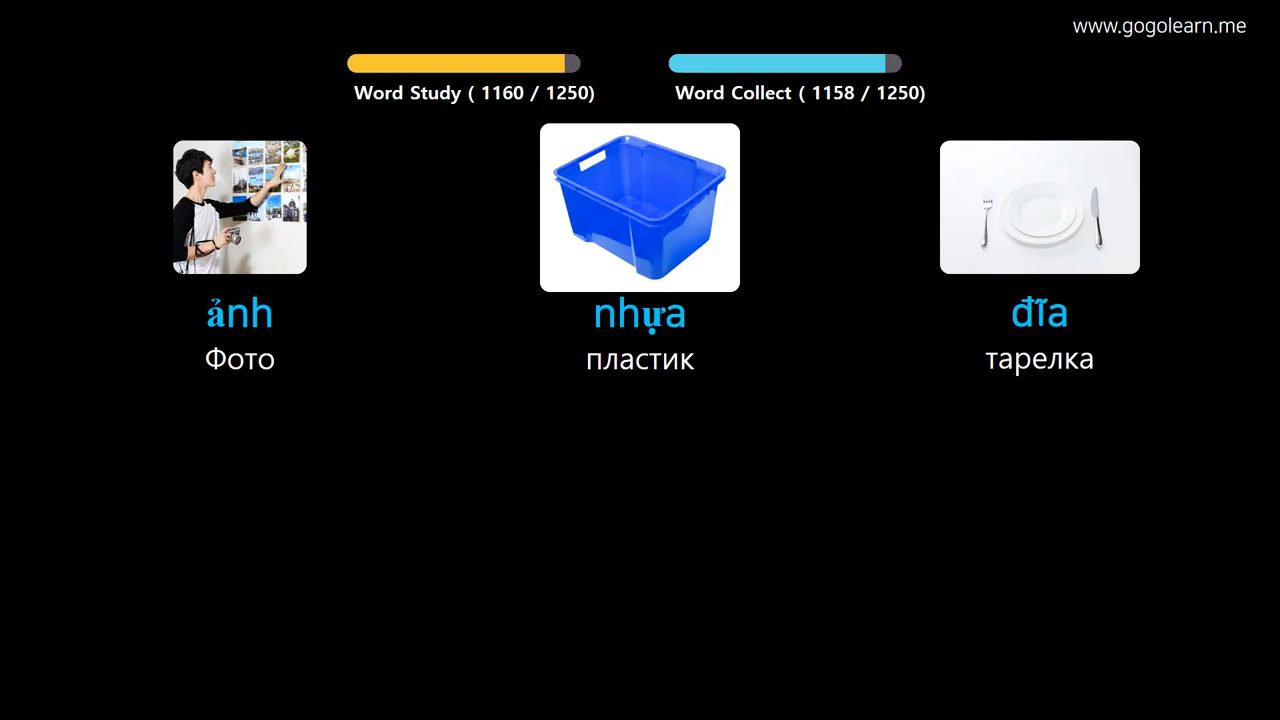 www.gogolearn.me
Word Study ( 1160 / 1250)
Word Collect ( 1158 / 1250)
ảnh
nhựa
đĩa
Фото
пластик
тарелка